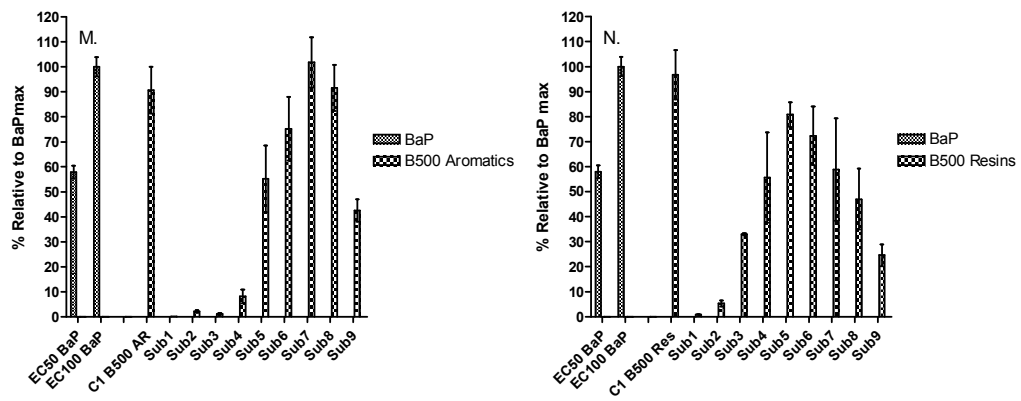 M.
% Relative to BaPmax
120
110
100
90
80
70
60
50
40
30
20
10
0
EC50 BaP
EC100 BaP
C1 B500 AR
Sub1
Sub2
Sub3
Sub4
Sub5
Sub6
Sub7
Sub8
Sub9
BaP
B500 Aromatics
N.
% Relative to BaP max
120
110
100
90
80
70
60
50
40
30
20
10
0
EC50 BaP
EC100 BaP
C1 B500 Res
Sub1
Sub2
Sub3
Sub4
Sub5
Sub6
Sub7
Sub8
Sub9
BaP
B500 Resins